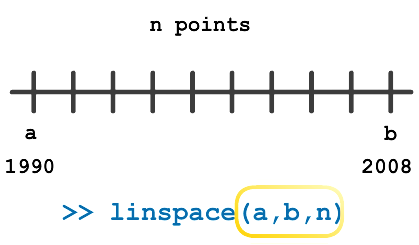 n points
a b
1990 2008
>> linspace(a,b,n)